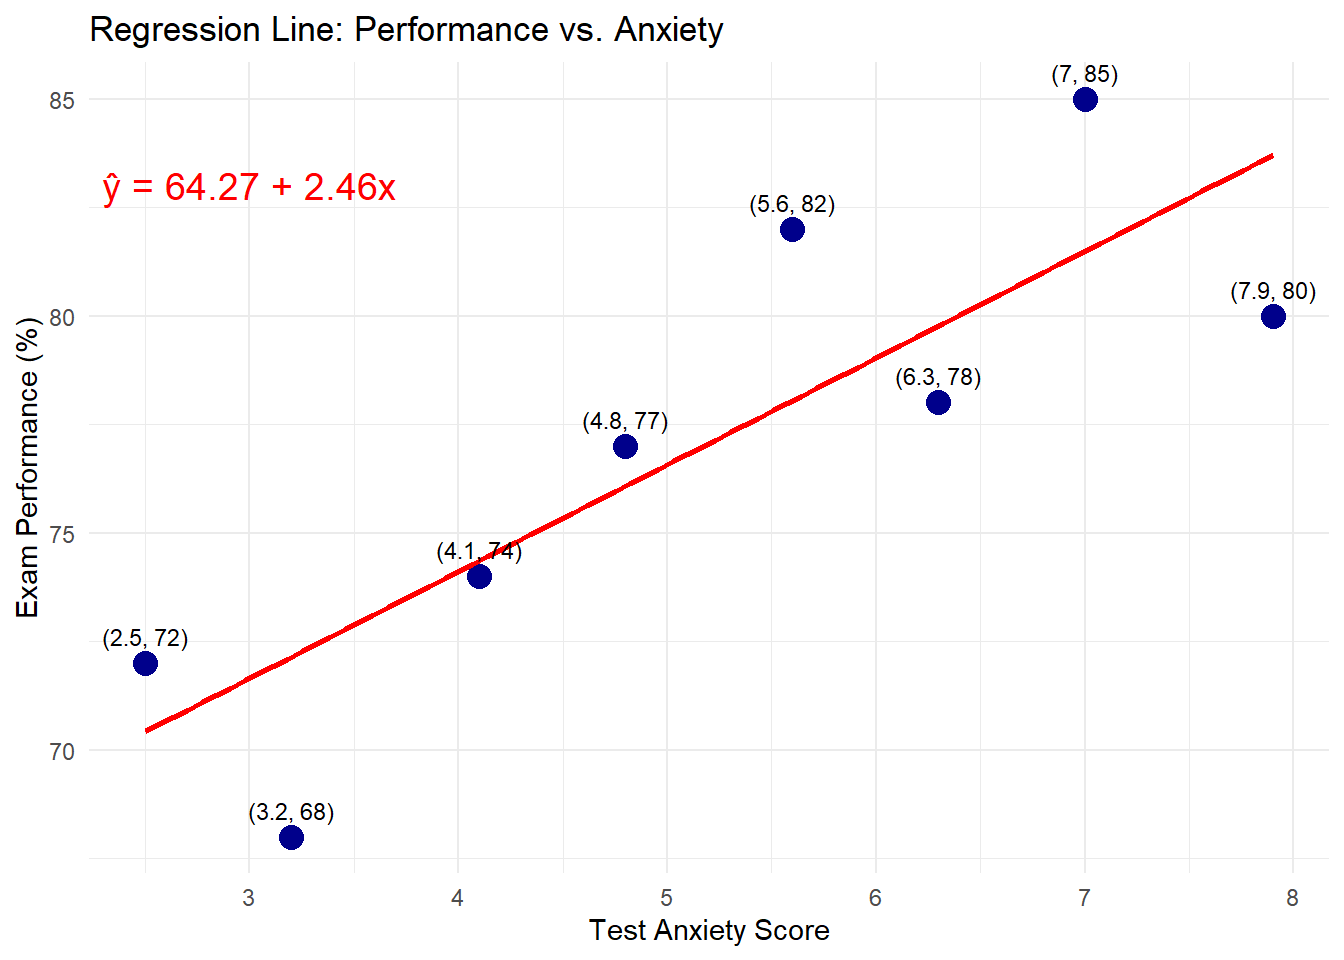 Regression Line: Performance vs. Anxiety
(7, 85)
85
ŷ = 64.27 + 2.46x
(5.6, 82)
(7.9, 80)
80
(6.3, 78)
(4.8, 77)
Exam Performance (%)
75
(4.1, 74)
(2.5, 72)
70
(3.2, 68)
3 4 5 6 7 8
Test Anxiety Score